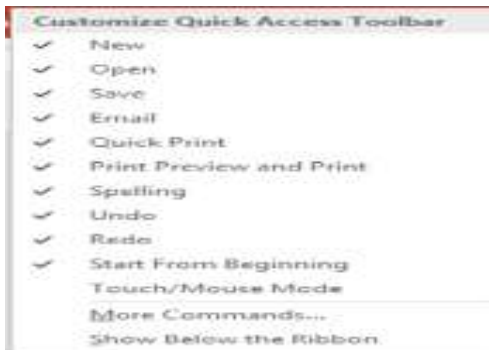 Customize Quick Access Toolbar
New
Open
Save
Email
Quick Print
Print Preview and Print
Spelling
Undo
Redo
Start From Beginning
Touch/Mouse Mode
More Commands...
Show Below the Ribbon